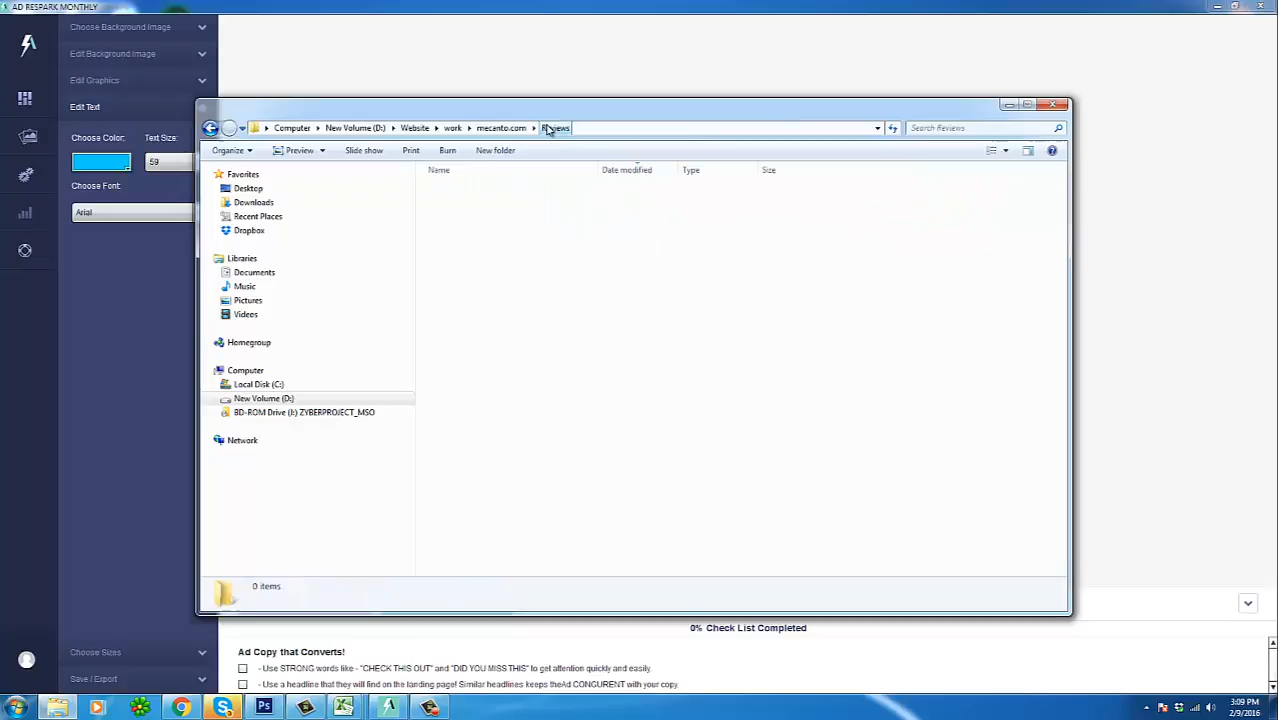 AD RESPARK MONTHLY
Choose Background Image
Edit Background Image
Edit Graphics
Edit Text
Choose Color: Text Size:
59
Choose Font:
Arial
Computer New Volume (D:) Website work mecanto.com Reviews
Search Reviews
Organize Preview Slide show Print Burn New folder
Name Date modified Type Size
Favorites
Desktop
Downloads
Recent Places
Dropbox
Libraries
Documents
Music
Pictures
Videos
Homegroup
Computer
Local Disk (C:)
New Volume (D:)
BD-ROM Drive (I:) ZYBERPROJECT_MSO
Network
0 items
0% Check List Completed
Choose Sizes
Save / Export
Ad Copy that Converts!
- Use STRONG words like - "CHECK THIS OUT" and "DID YOU MISS THIS" to get attention quickly and easily.
- Use a headline that they will find on the landing page! Similar headlines keeps theAd CONGURENT with your copy.
3:09 PM
2/9/2016